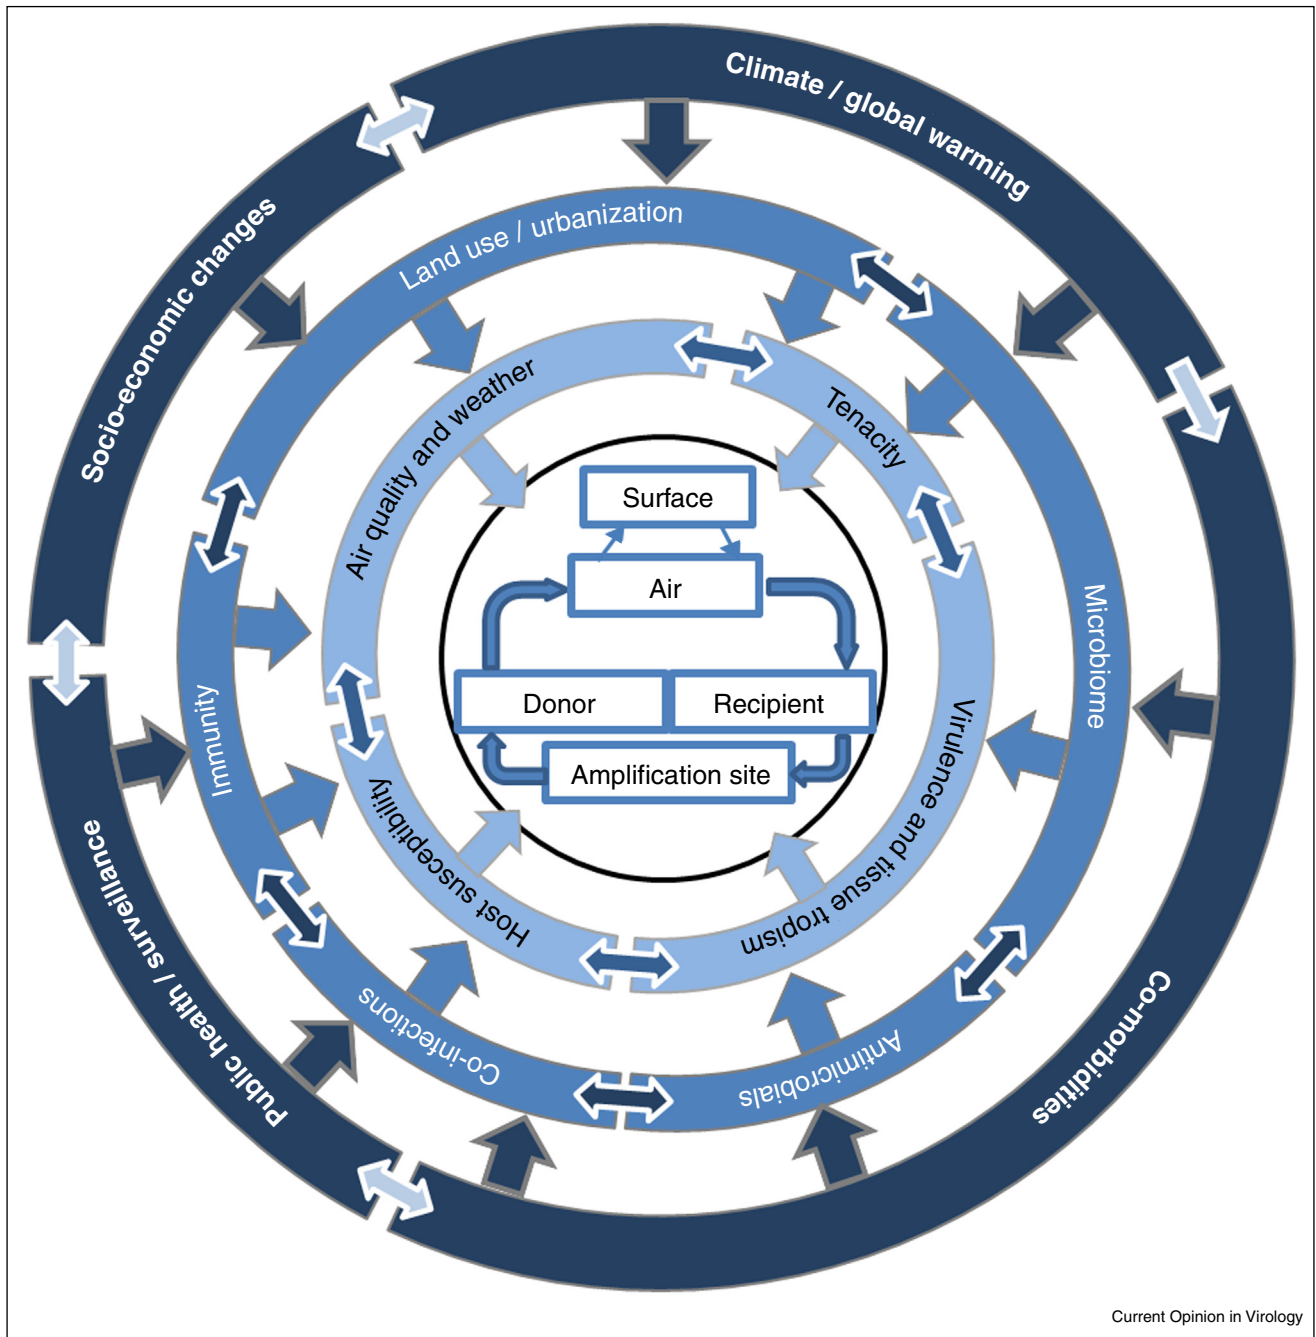 Climate / global warming
Socio-economic changes
Land use / urbanization
Air quality and weather
Tenacity
Surface
Air
Microbiome
Immunity
Donor
Recipient
Amplification site
Host susceptibility
Virulence and tissue tropism
Public health / surveillance
Co-infections
Antimicrobials
Co-morbidities
Current Opinion in Virology